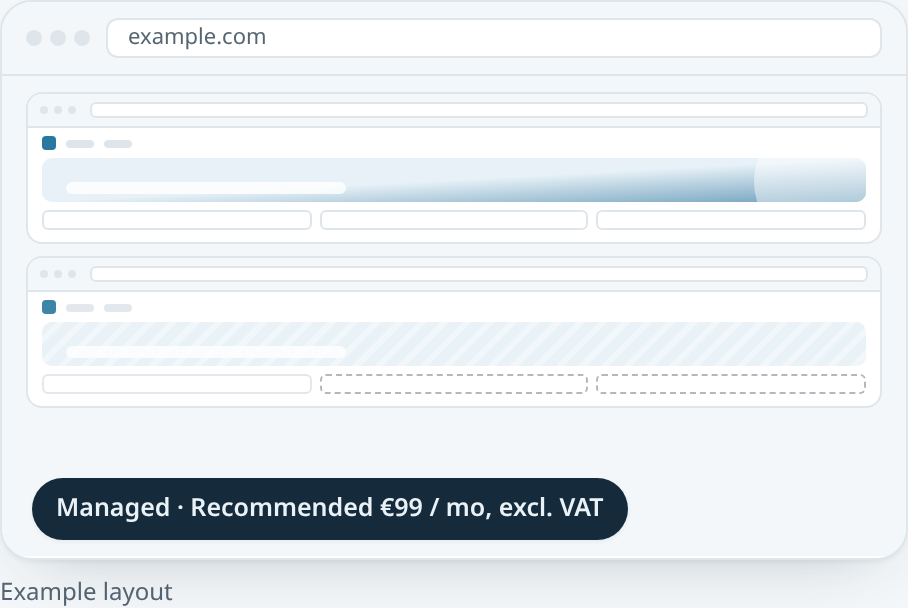 example.com
Managed · Recommended €99 / mo, excl. VAT
Example layout